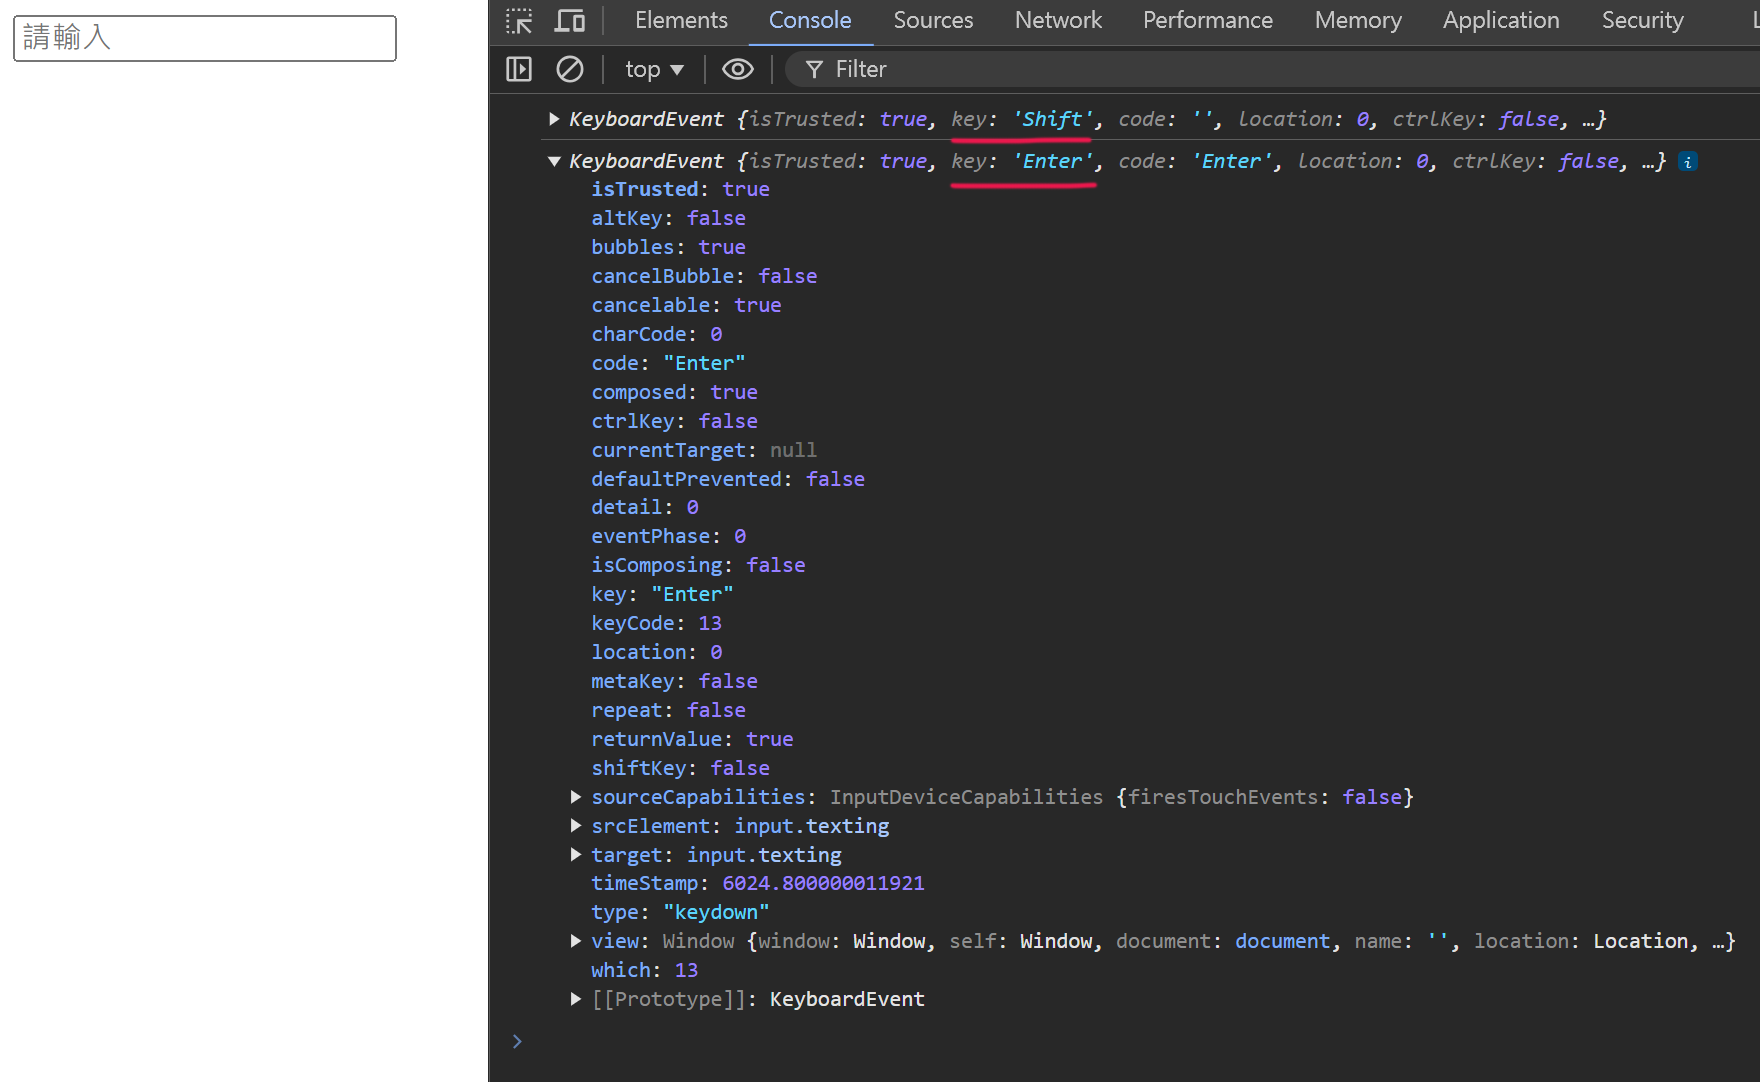 請輸入
Elements Console Sources Network Performance Memory Application Security
top Filter
KeyboardEvent {isTrusted: true, key: 'Shift', code: '', location: 0, ctrlKey: false, …}
KeyboardEvent {isTrusted: true, key: 'Enter', code: 'Enter', location: 0, ctrlKey: false, …} i
isTrusted: true
altKey: false
bubbles: true
cancelBubble: false
cancelable: true
charCode: 0
code: "Enter"
composed: true
ctrlKey: false
currentTarget: null
defaultPrevented: false
detail: 0
eventPhase: 0
isComposing: false
key: "Enter"
keyCode: 13
location: 0
metaKey: false
repeat: false
returnValue: true
shiftKey: false
sourceCapabilities: InputDeviceCapabilities {firesTouchEvents: false}
srcElement: input.texting
target: input.texting
timeStamp: 6024.800000011921
type: "keydown"
view: Window {window: Window, self: Window, document: document, name: '', location: Location, …}
which: 13
[[Prototype]]: KeyboardEvent